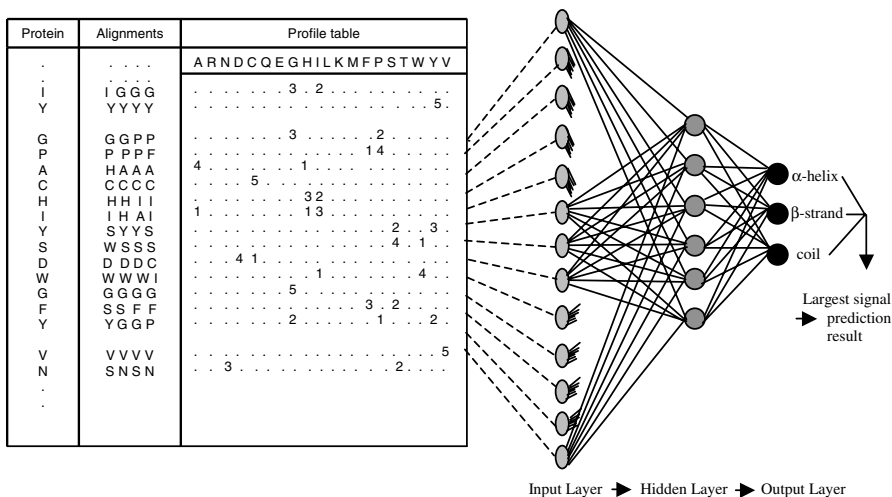 Protein Alignments Profile table
. . . . . A R N D C Q E G H I L K M F P S T W Y V
. . . . .
I I G G G . . . . . . . 3 . 2 . . . . . . . . . .
Y Y Y Y Y . . . . . . . . . . . . . . . . . . 5 .
G G G P P . . . . . . . 3 . . . . . . 2 . . . . .
P P P P F . . . . . . . . . . . . . 1 4 . . . . .
A H A A A 4 . . . . . . . 1 . . . . . . . . . . .
C C C C C . . . . 5 . . . . . . . . . . . . . . .
H H H I I . . . . . . . . 3 2 . . . . . . . . . .
I I H A I 1 . . . . . . . 1 3 . . . . . . . . . .
Y S Y Y S . . . . . . . . . . . . . . . 2 . . 3 .
S W S S S . . . . . . . . . . . . . . . 4 . 1 . .
D D D D C . . . 4 1 . . . . . . . . . . . . . . .
W W W W I . . . . . . . . . 1 . . . . . . . 4 . .
G G G G G . . . . . . . 5 . . . . . . . . . . . .
F S S F F . . . . . . . . . . . . . 3 . 2 . . . .
Y Y G G P . . . . . . . 2 . . . . . . 1 . . . 2 .
V V V V V . . . . . . . . . . . . . . . . . . . 5
N S N S N . . 3 . . . . . . . . . . . . 2 . . . .
.
.
α-helix
β-strand
coil
Largest signal
prediction
result
Input Layer Hidden Layer Output Layer